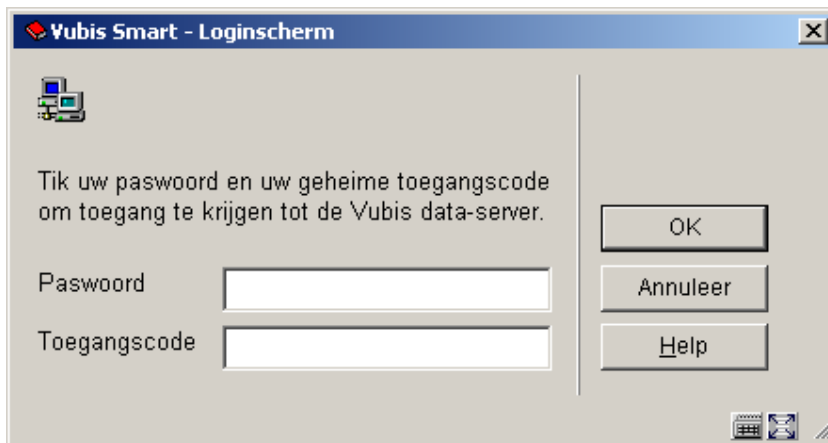 Vubis Smart - Loginscherm
Tik uw paswoord en uw geheime toegangscode
om toegang te krijgen tot de Vubis data-server.
Paswoord
Toegangscode
OK
Annuleer
Help